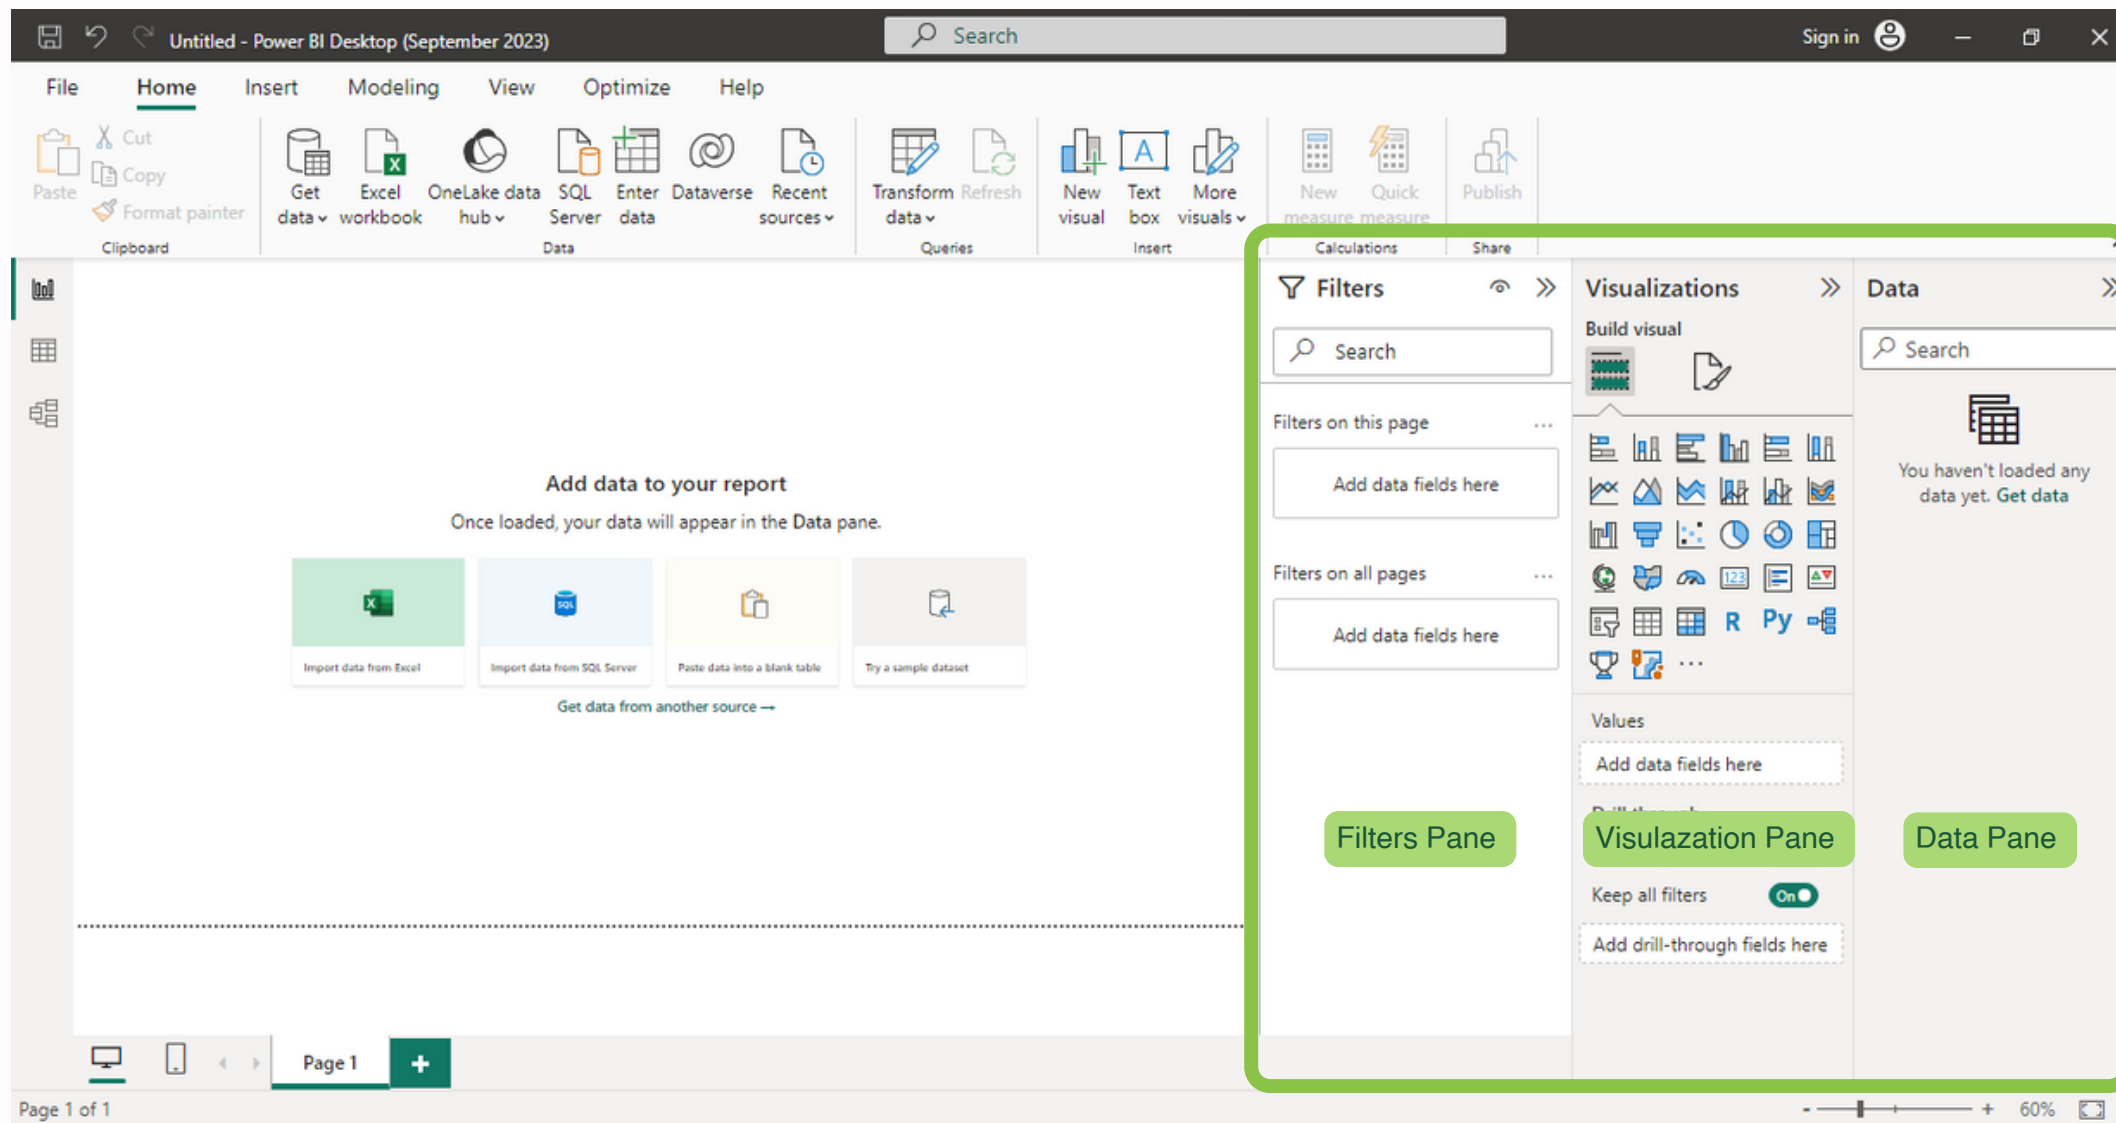 Untitled - Power BI Desktop (September 2023)
Search
Sign in
File Home Insert Modeling View Optimize Help
Paste
Cut
Copy
Format painter
Clipboard
Get data
Excel workbook
OneLake data hub
SQL Server
Enter data
Dataverse
Recent sources
Data
Transform data
Refresh
Queries
New visual
Text box
More visuals
Insert
New measure
Quick measure
Calculations
Publish
Share
Add data to your report
Once loaded, your data will appear in the Data pane.
Import data from Excel
SQL
Import data from SQL Server
Paste data into a blank table
Try a sample dataset
Get data from another source →
Filters
Search
Filters on this page
...
Add data fields here
Filters on all pages
...
Add data fields here
Filters Pane
Visualizations
Build visual
123
R Py
...
Values
Add data fields here
Visulazation Pane
Keep all filters
On
Add drill-through fields here
Data
Search
You haven't loaded any
data yet. Get data
Data Pane
Page 1
+
Page 1 of 1
- + 60%